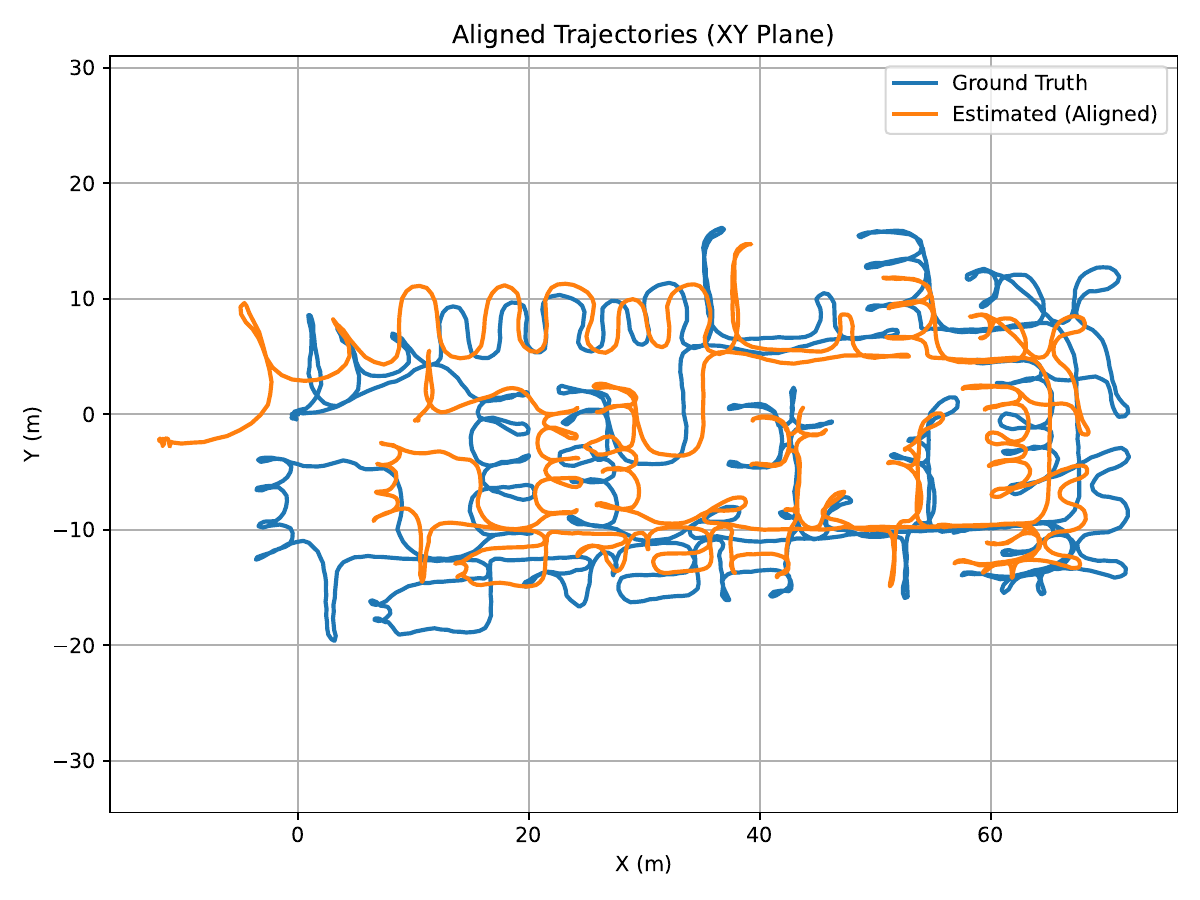 Aligned Trajectories (XY Plane)
Ground Truth
Estimated (Aligned)
30
20
10
0
−10
−20
−30
Y (m)
0
20
40
60
X (m)